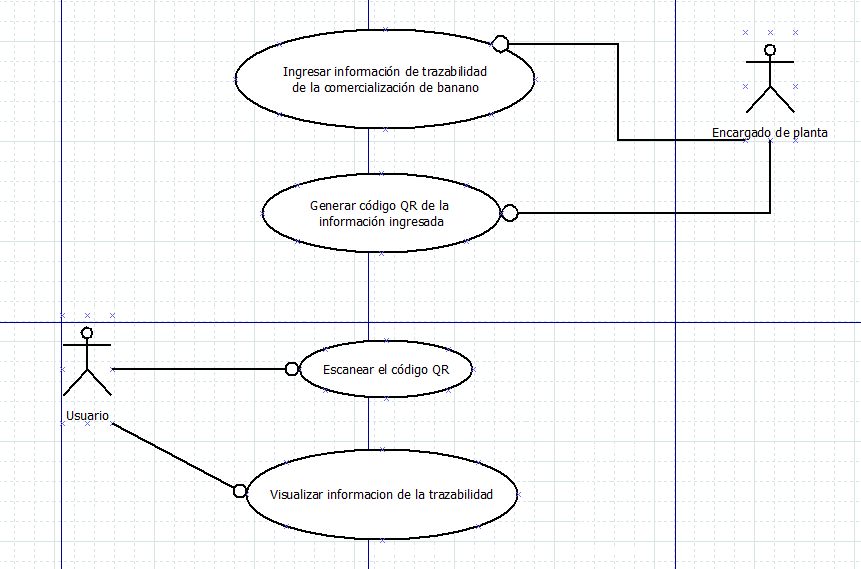 Ingresar información de trazabilidad
de la comercialización de banano
Encargado de planta
Generar código QR de la
información ingresada
Escanear el código QR
Usuario
Visualizar informacion de la trazabilidad